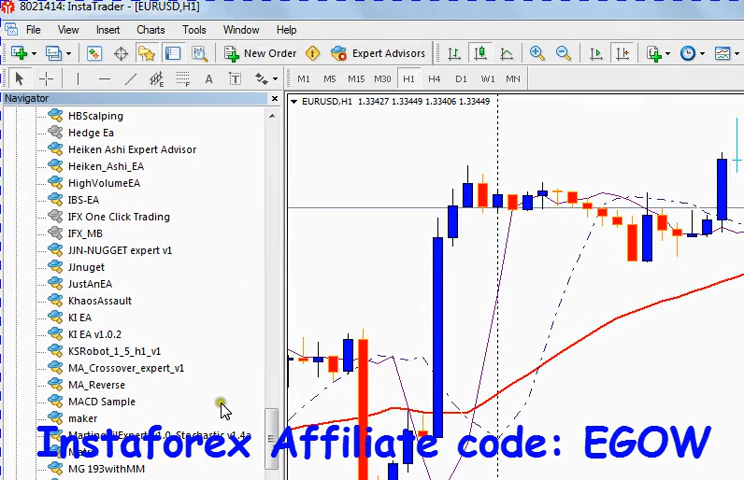 8021414: InstaTrader - [EURUSD,H1]
File View Insert Charts Tools Window Help
New Order Expert Advisors
A T M1 M5 M15 M30 H1 H4 D1 W1 MN
Navigator
EURUSD,H1 1.33427 1.33449 1.33406 1.33449
HBScalping
Hedge Ea
Heiken Ashi Expert Advisor
Heiken_Ashi_EA
HighVolumeEA
IBS-EA
IFX One Click Trading
IFX_MB
JJN-NUGGET expert v1
JJnuget
JustAnEA
KhaosAssault
KI EA
KI EA v1.0.2
KSRobot_1_5_h1_v1
MA_Crossover_expert_v1
MA_Reverse
MACD Sample
maker
Instaforex Affiliate code: EGOW
MG 193withMM